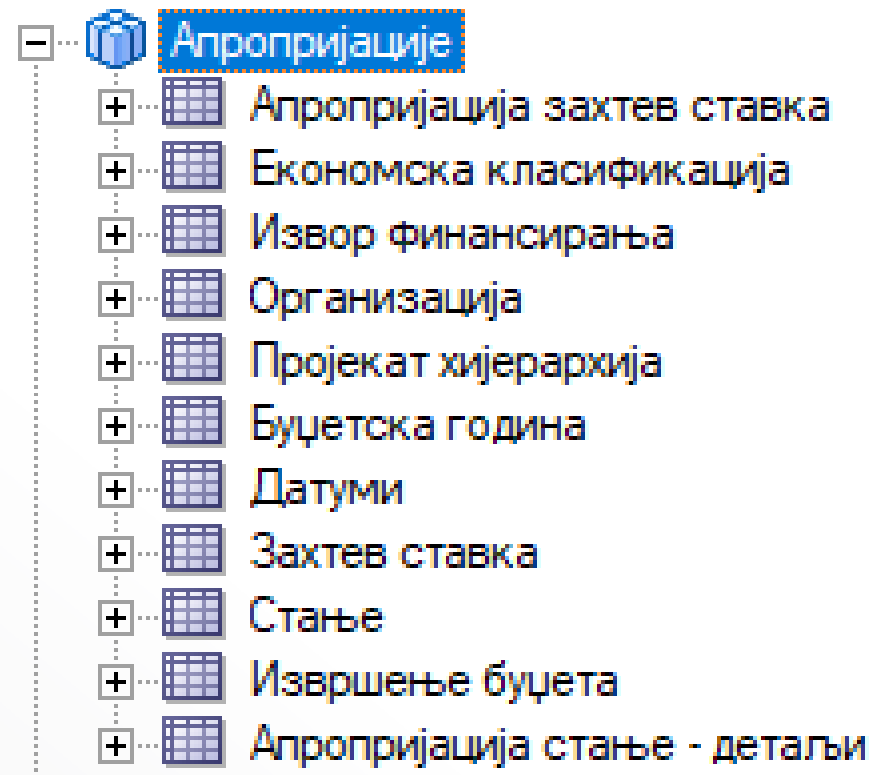 Апропријације
Апропријација захтев ставка
Економска класификација
Извор финансирања
Организација
Пројекат хијерархија
Буџетска година
Датуми
Захтев ставка
Стање
Извршење буџета
Апропријација стање - детаљи